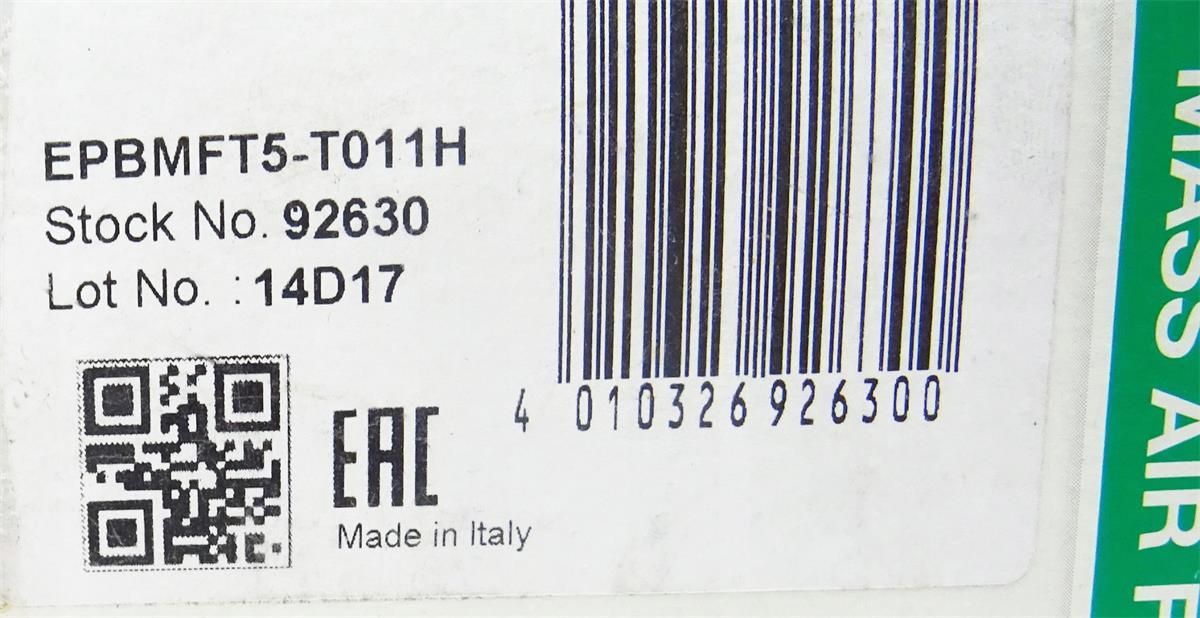 EPBMFT5-T011H
Stock No. 92630
Lot No. : 14D17
4 010326 926300
EAC
Made in Italy
MASS AIR F